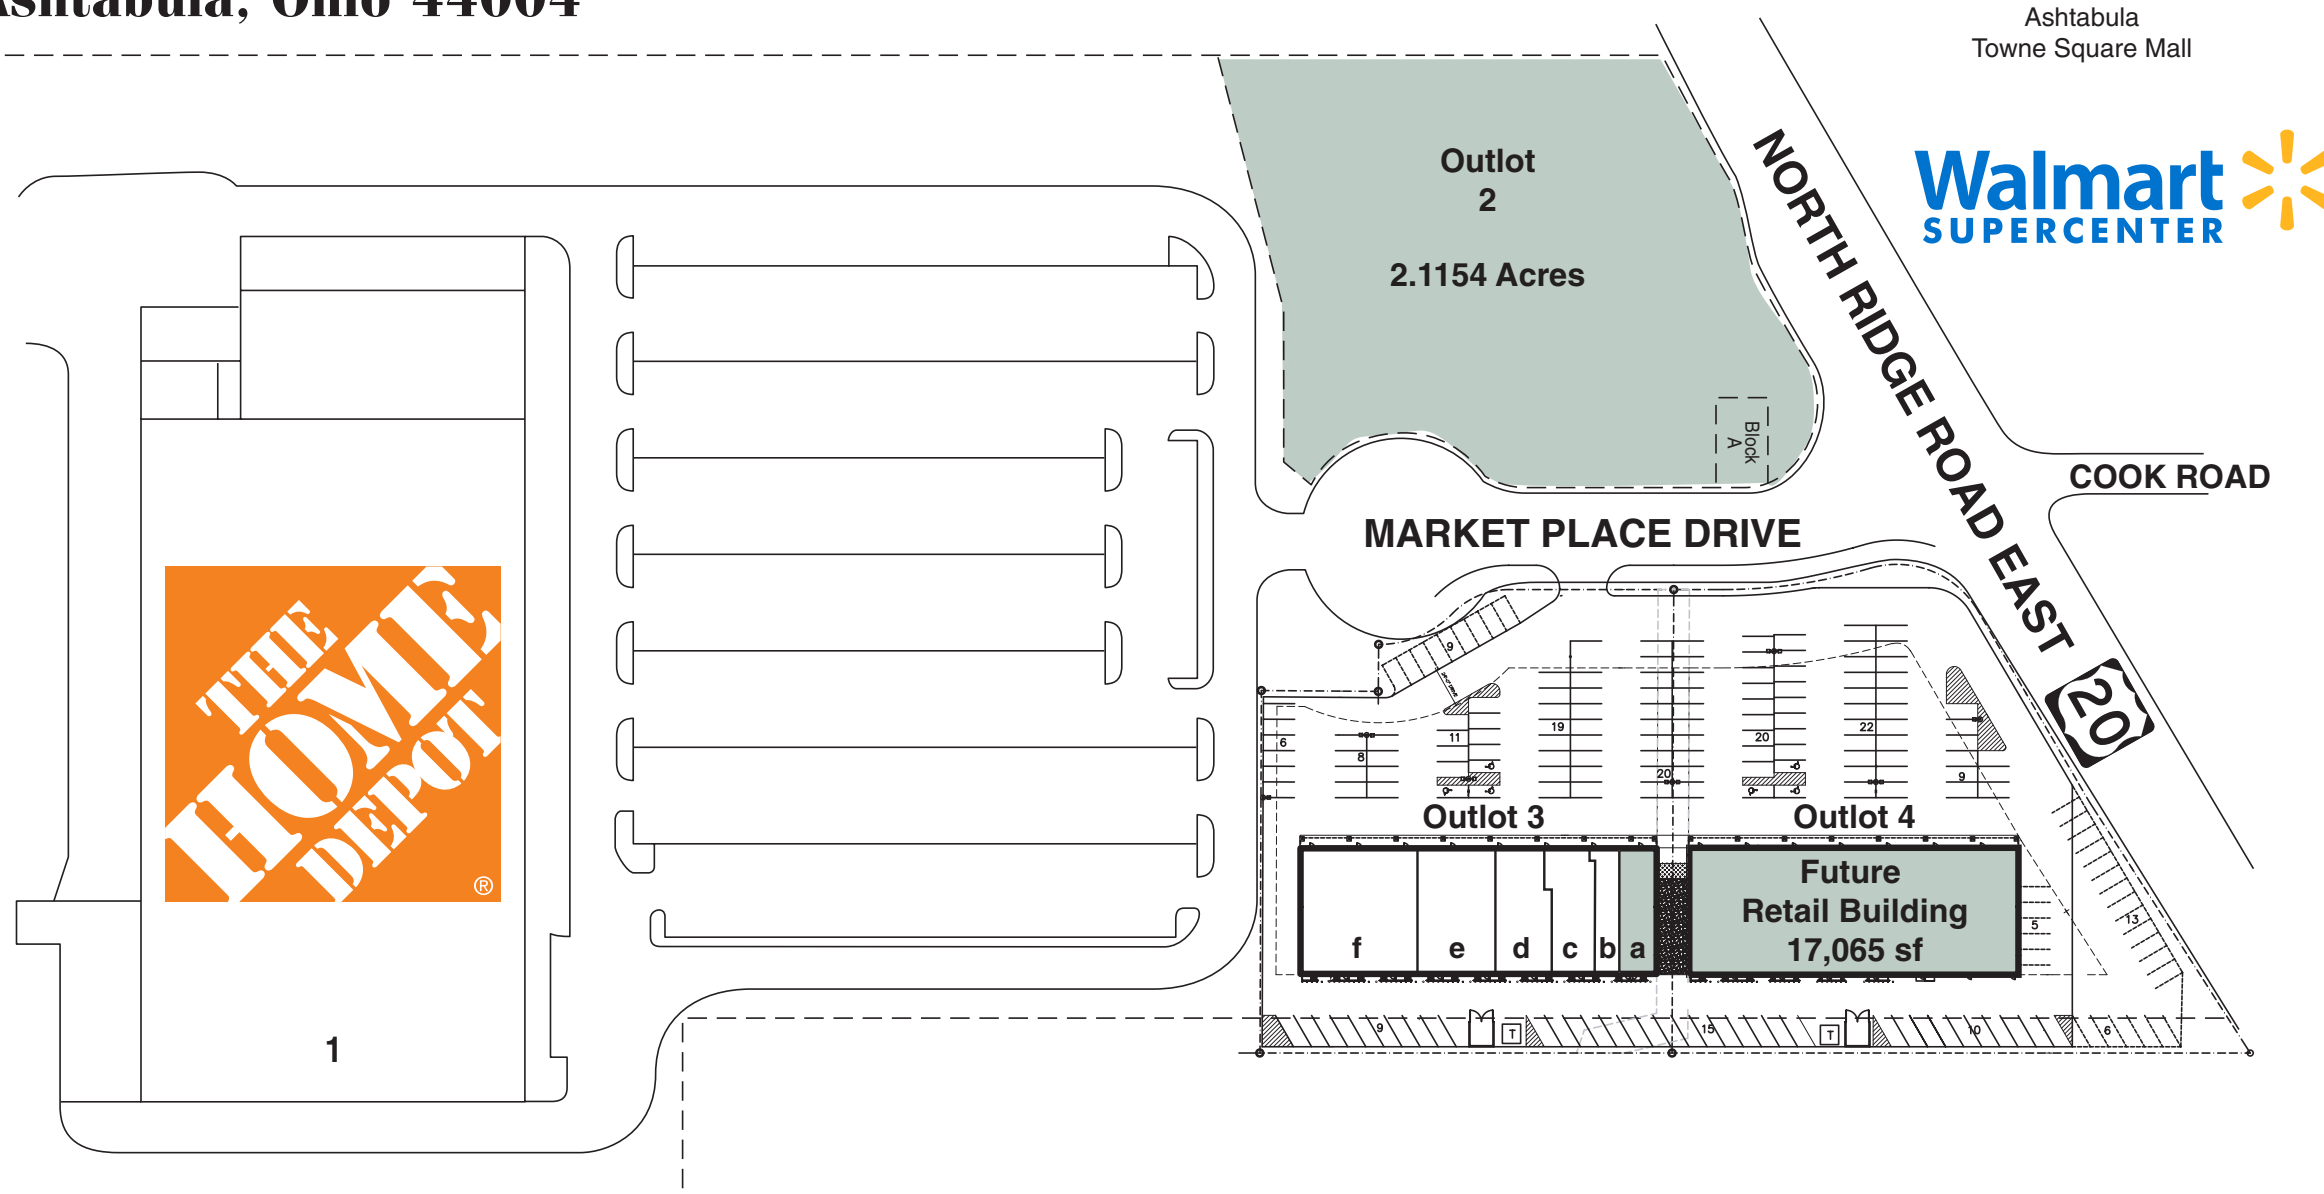 Ashtabula, Ohio 44004
Ashtabula
Towne Square Mall
Walmart
SUPERCENTER
Outlot
2
2.1154 Acres
Block
A
NORTH RIDGE ROAD EAST
20
COOK ROAD
MARKET PLACE DRIVE
THE
HOME
DEPOT
®
1
9
6
8
11
19
20
20
22
9
Outlot 3
Outlot 4
f
e
d
c
b
a
Future
Retail Building
17,065 sf
5
13
9
T
15
T
10
6